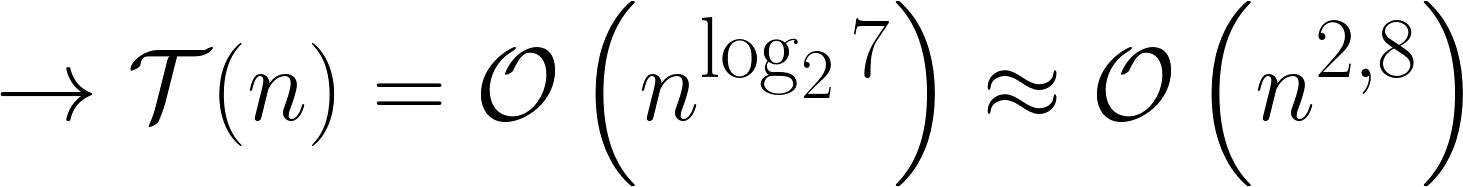 → 𝒯(n) = 𝒪(n^{log₂ 7}) ≈ 𝒪(n^{2,8})